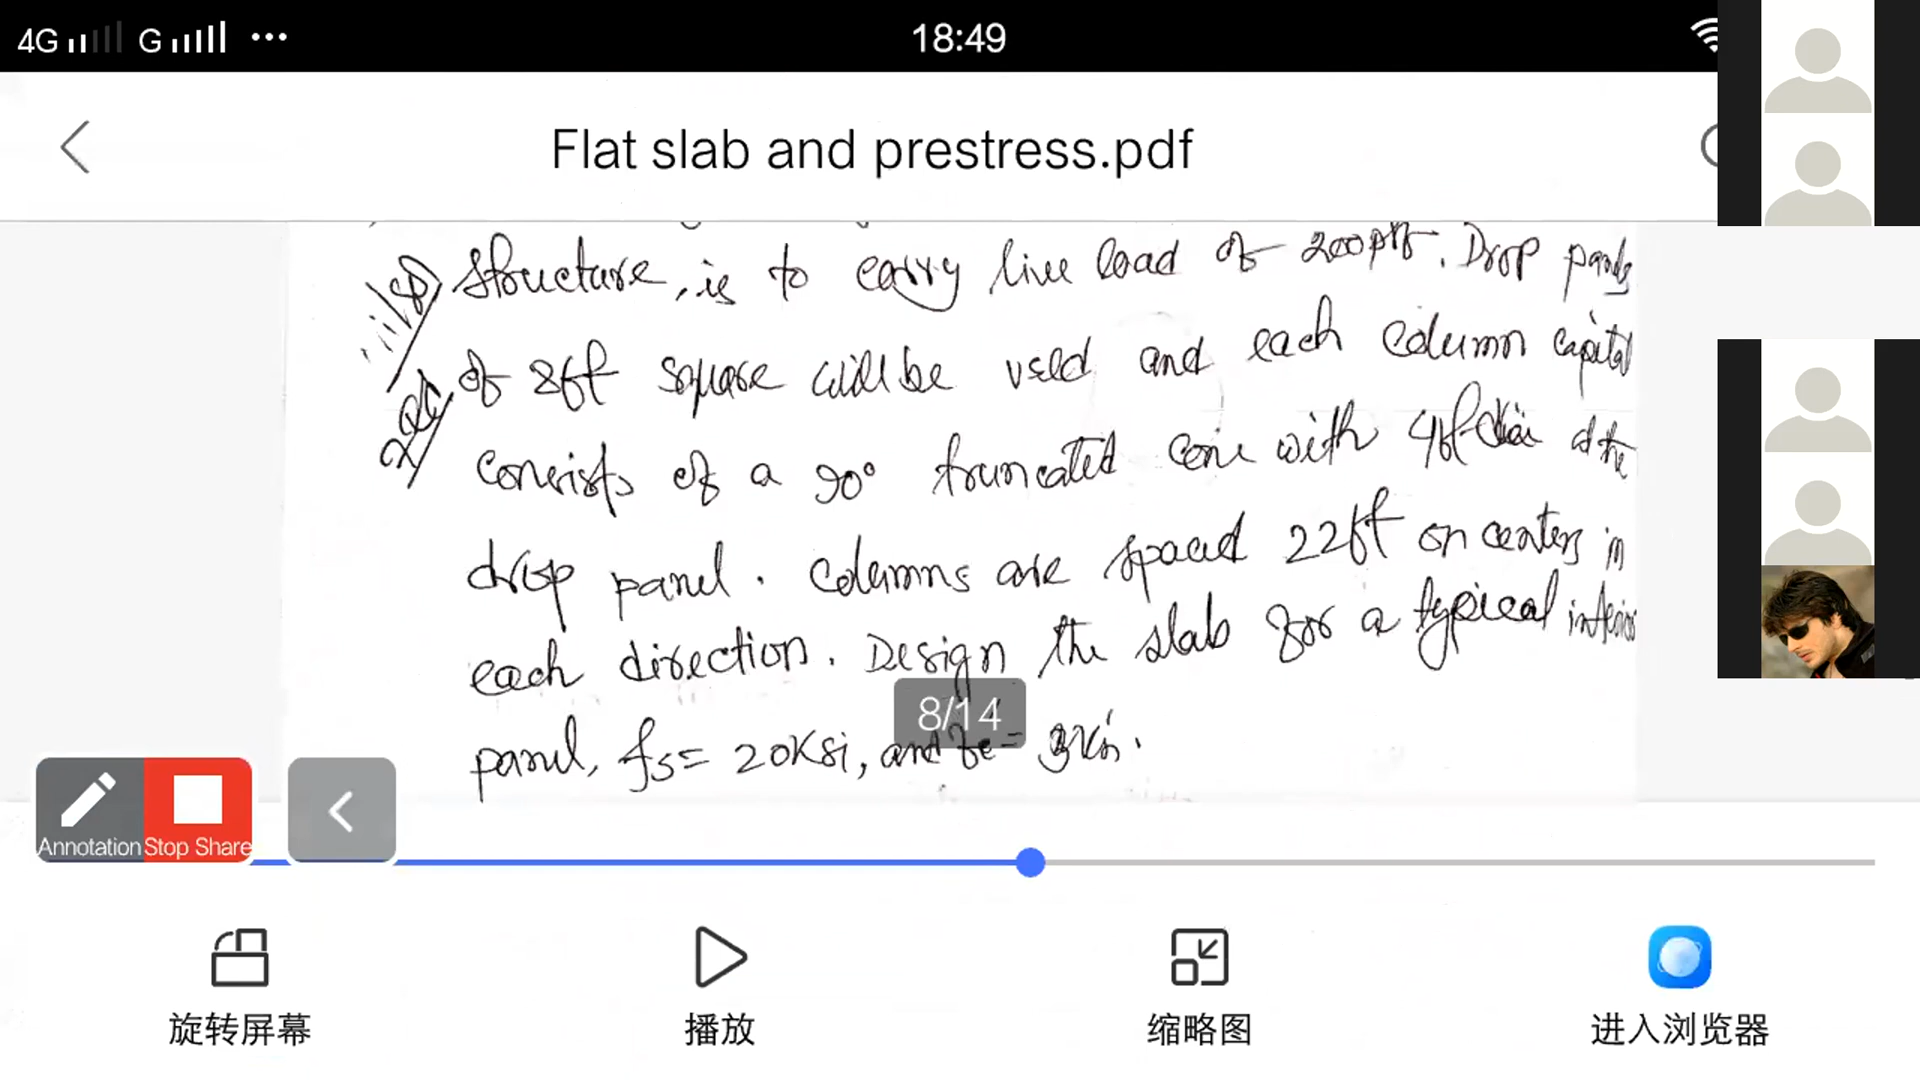 4G G ••• 18:49
Flat slab and prestress.pdf
structure, is to carry live load of 200psf. Drop panels
of 8ft square will be used and each column capital
consists of a 90° truncated cone with 4ft dia at the
drop panel. Columns are spaced 22ft on centers in
each direction. Design the slab for a typical interior
8/14
panel, fs= 20Ksi, and fc'= 3Ksi.
Annotation Stop Share
旋转屏幕 播放 缩略图 进入浏览器